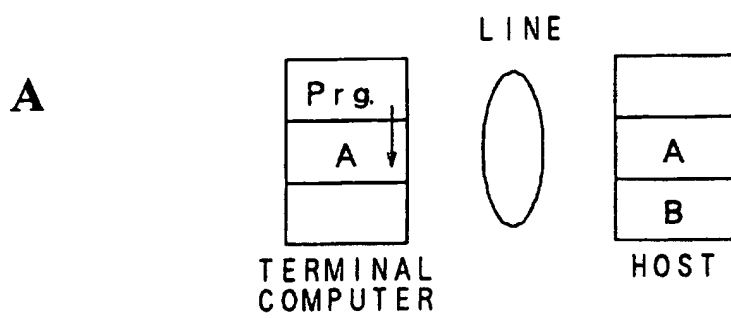 A
LINE
Prg.
A
A
B
TERMINAL
COMPUTER
HOST